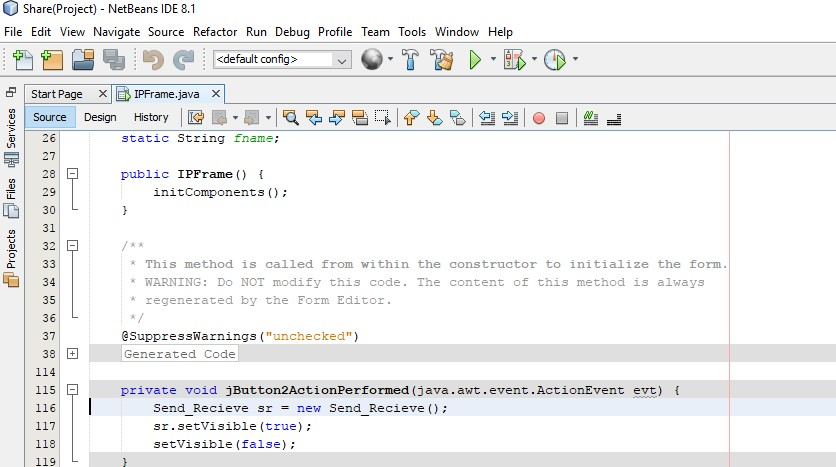 Share(Project) - NetBeans IDE 8.1
File Edit View Navigate Source Refactor Run Debug Profile Team Tools Window Help
<default config>
Start Page IPFrame.java
Source Design History
Services
Files
Projects
26 static String fname;
27
28 public IPFrame() {
29 initComponents();
30 }
31
32 /**
33 * This method is called from within the constructor to initialize the form.
34 * WARNING: Do NOT modify this code. The content of this method is always
35 * regenerated by the Form Editor.
36 */
37 @SuppressWarnings("unchecked")
38 Generated Code
114
115 private void jButton2ActionPerformed(java.awt.event.ActionEvent evt) {
116 Send_Recieve sr = new Send_Recieve();
117 sr.setVisible(true);
118 setVisible(false);
119 }